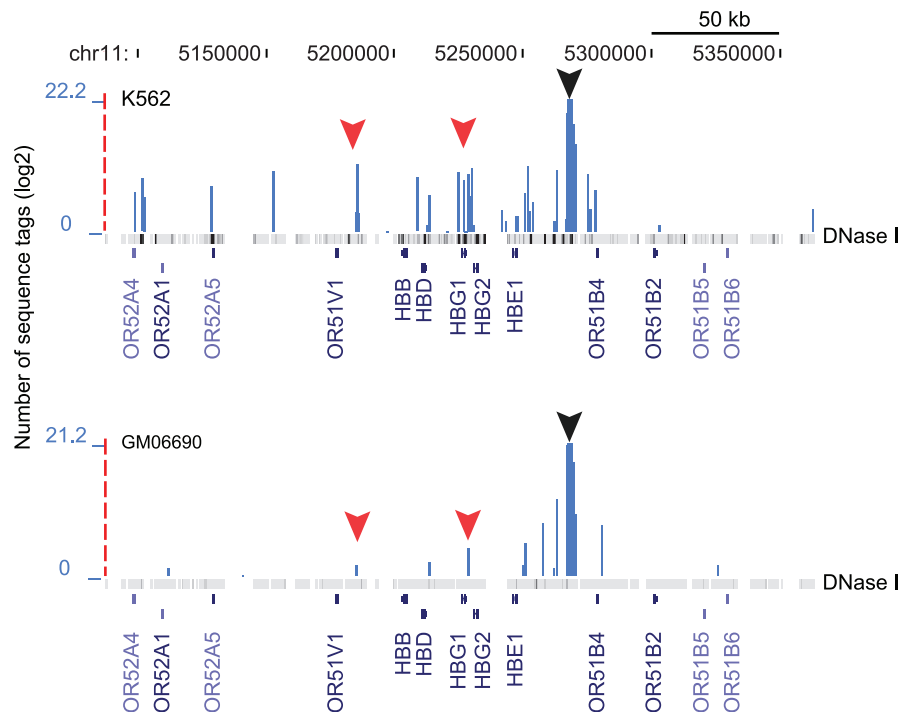 50 kb
chr11: 5150000 5200000 5250000 5300000 5350000
Number of sequence tags (log2)
22.2
K562
0
DNase I
OR52A4
OR52A1
OR52A5
OR51V1
HBB
HBD
HBG1
HBG2
HBE1
OR51B4
OR51B2
OR51B5
OR51B6
21.2
GM06690
0
DNase I
OR52A4
OR52A1
OR52A5
OR51V1
HBB
HBD
HBG1
HBG2
HBE1
OR51B4
OR51B2
OR51B5
OR51B6